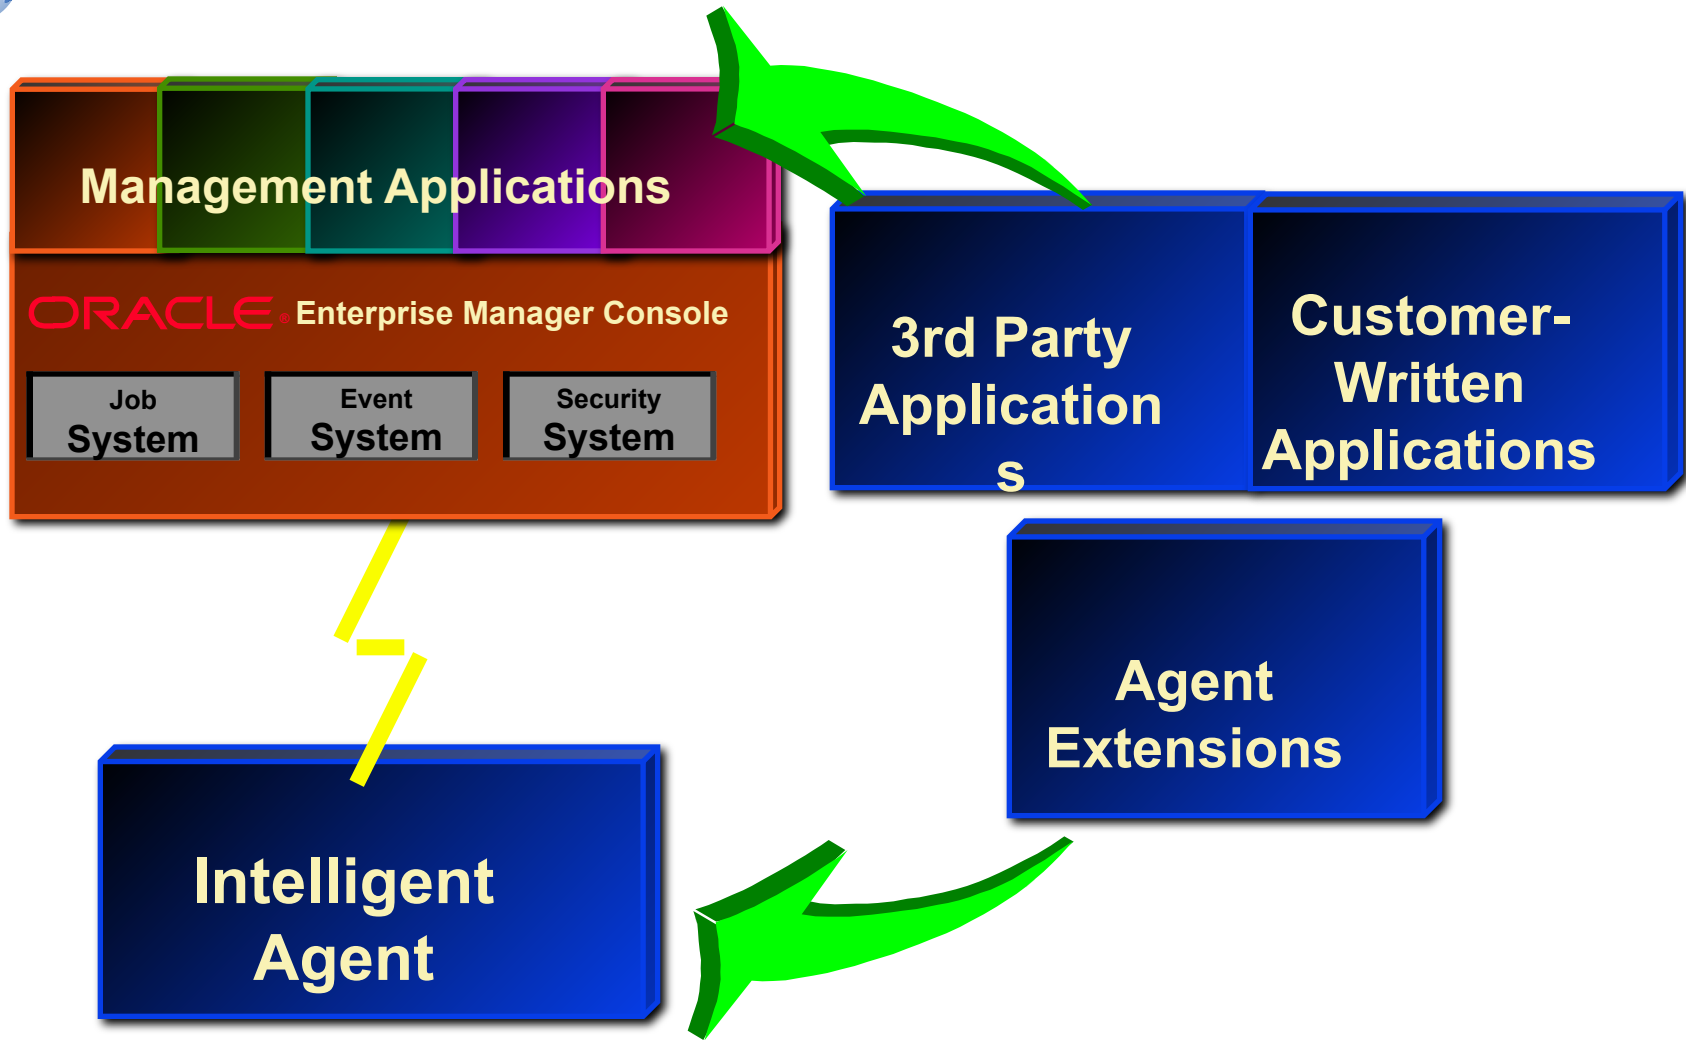 Management Applications
ORACLE® Enterprise Manager Console
Job
System
Event
System
Security
System
3rd Party
Application
s
Customer-
Written
Applications
Agent
Extensions
Intelligent
Agent